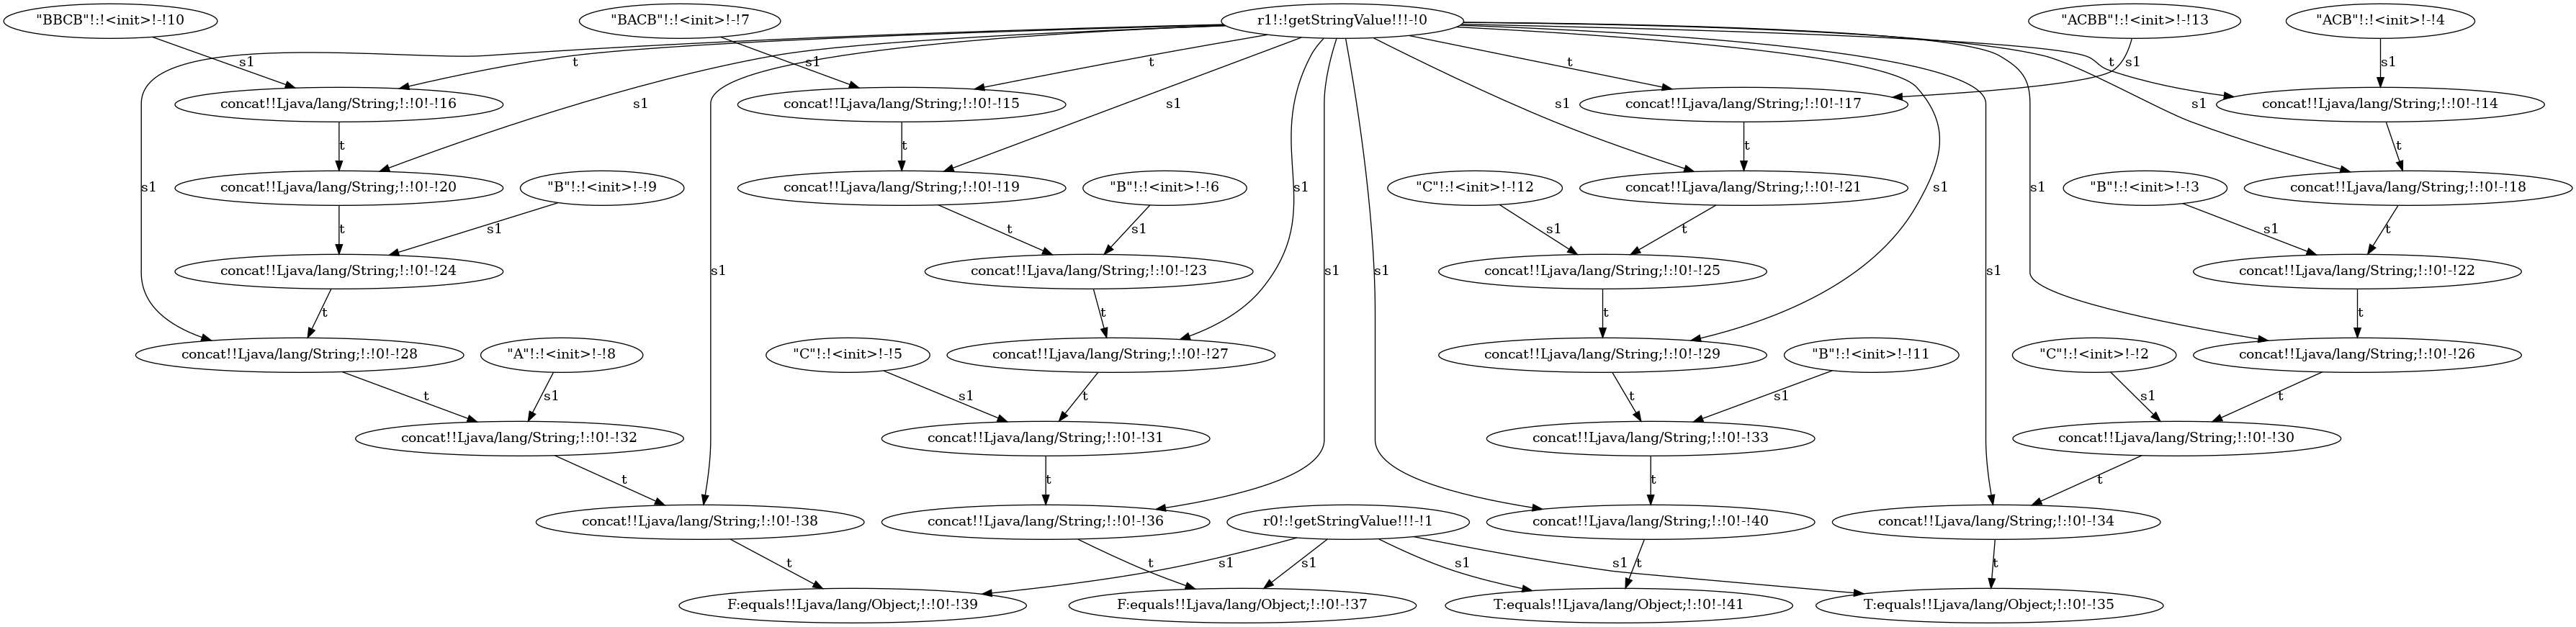 "BBCB"!:!<init>!-!10
"BACB"!:!<init>!-!7
r1!:!getStringValue!!!-!0
"ACBB"!:!<init>!-!13
"ACB"!:!<init>!-!4
s1
t
s1
t
t
s1
t
s1
concat!!Ljava/lang/String;!:!0!-!16
s1
concat!!Ljava/lang/String;!:!0!-!15
s1
s1
concat!!Ljava/lang/String;!:!0!-!17
s1
concat!!Ljava/lang/String;!:!0!-!14
t
t
t
t
s1
concat!!Ljava/lang/String;!:!0!-!20
"B"!:!<init>!-!9
concat!!Ljava/lang/String;!:!0!-!19
"B"!:!<init>!-!6
s1
"C"!:!<init>!-!12
concat!!Ljava/lang/String;!:!0!-!21
s1
s1
"B"!:!<init>!-!3
concat!!Ljava/lang/String;!:!0!-!18
t
s1
t
s1
s1
t
s1
t
concat!!Ljava/lang/String;!:!0!-!24
s1
concat!!Ljava/lang/String;!:!0!-!23
s1
s1
concat!!Ljava/lang/String;!:!0!-!25
s1
concat!!Ljava/lang/String;!:!0!-!22
t
t
t
t
concat!!Ljava/lang/String;!:!0!-!28
"A"!:!<init>!-!8
"C"!:!<init>!-!5
concat!!Ljava/lang/String;!:!0!-!27
concat!!Ljava/lang/String;!:!0!-!29
"B"!:!<init>!-!11
"C"!:!<init>!-!2
concat!!Ljava/lang/String;!:!0!-!26
t
s1
s1
t
t
s1
s1
t
concat!!Ljava/lang/String;!:!0!-!32
concat!!Ljava/lang/String;!:!0!-!31
concat!!Ljava/lang/String;!:!0!-!33
concat!!Ljava/lang/String;!:!0!-!30
t
t
t
t
concat!!Ljava/lang/String;!:!0!-!38
concat!!Ljava/lang/String;!:!0!-!36
r0!:!getStringValue!!!-!1
concat!!Ljava/lang/String;!:!0!-!40
concat!!Ljava/lang/String;!:!0!-!34
t
t
s1
s1
s1
t
s1
t
F:equals!!Ljava/lang/Object;!:!0!-!39
F:equals!!Ljava/lang/Object;!:!0!-!37
T:equals!!Ljava/lang/Object;!:!0!-!41
T:equals!!Ljava/lang/Object;!:!0!-!35